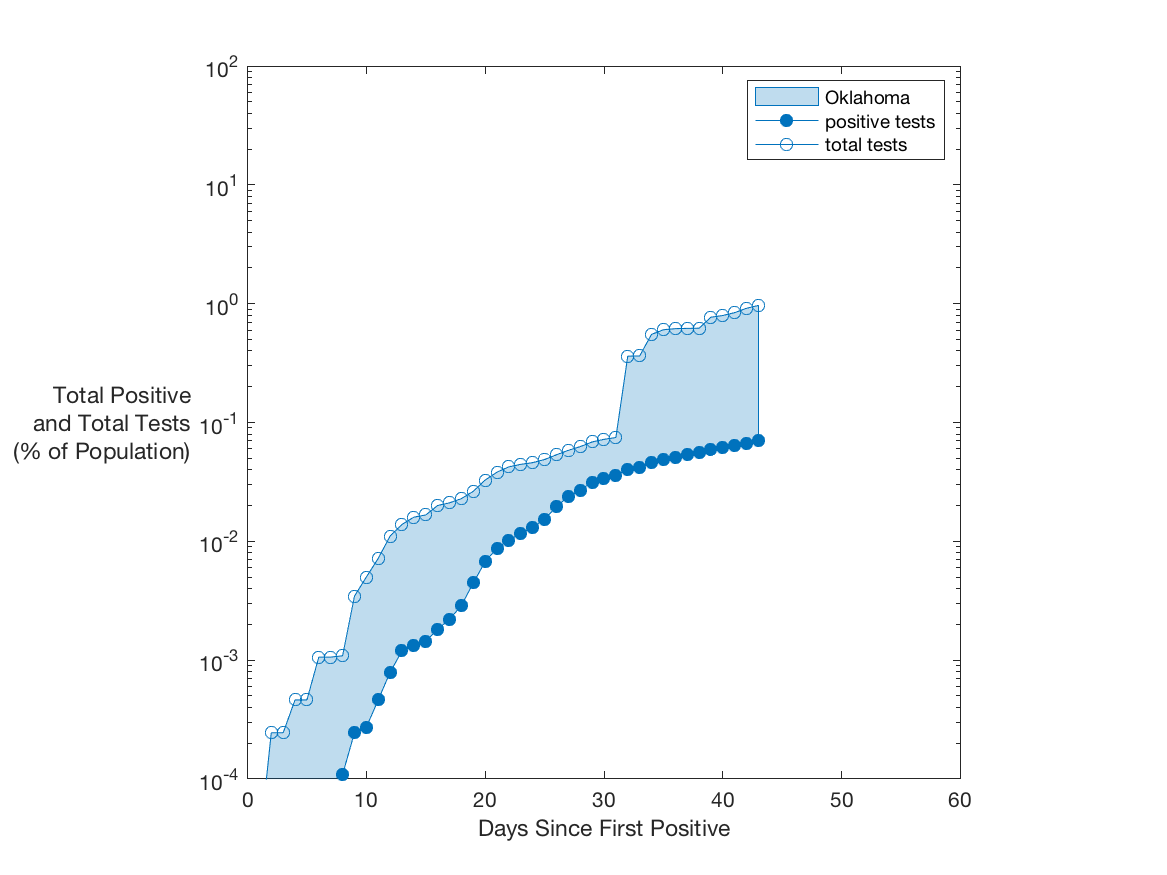 10^2
10^1
10^0
10^-1
10^-2
10^-3
10^-4
Total Positive
and Total Tests
(% of Population)
Oklahoma
positive tests
total tests
0 10 20 30 40 50 60
Days Since First Positive